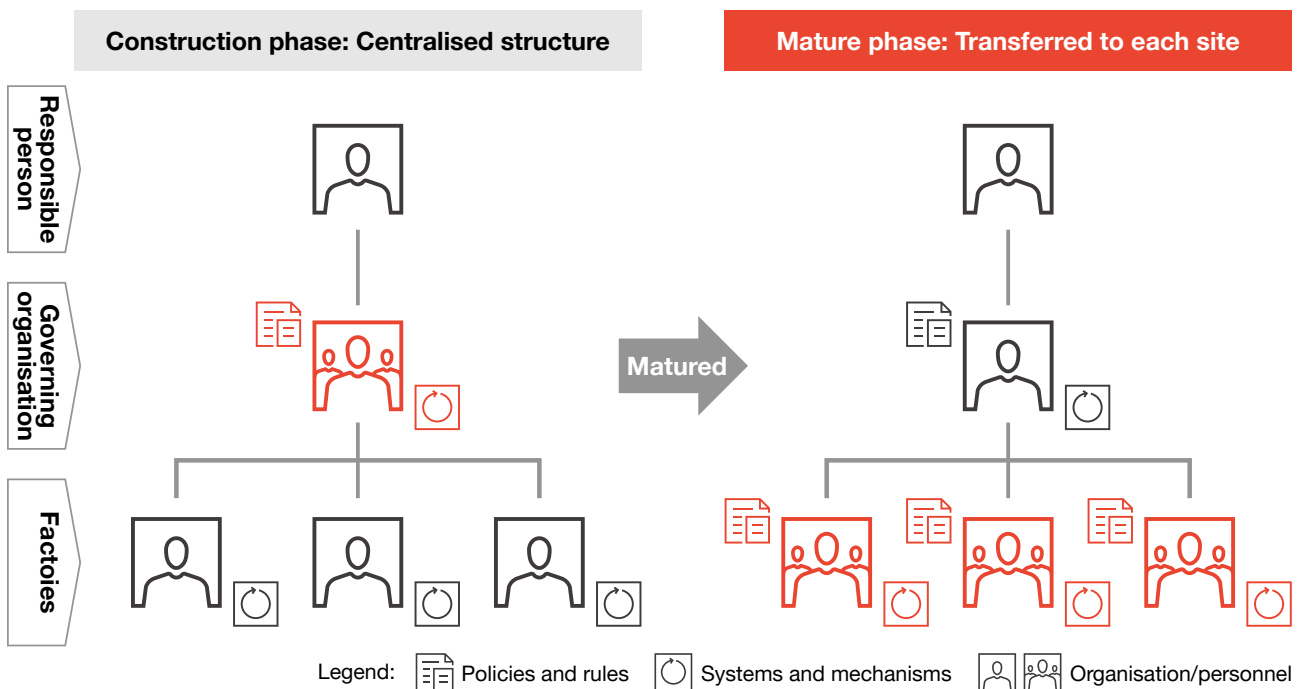 Construction phase: Centralised structure
Mature phase: Transferred to each site
Responsible
person
Governing
organisation
Matured
Factoies
Legend:
Policies and rules
Systems and mechanisms
Organisation/personnel